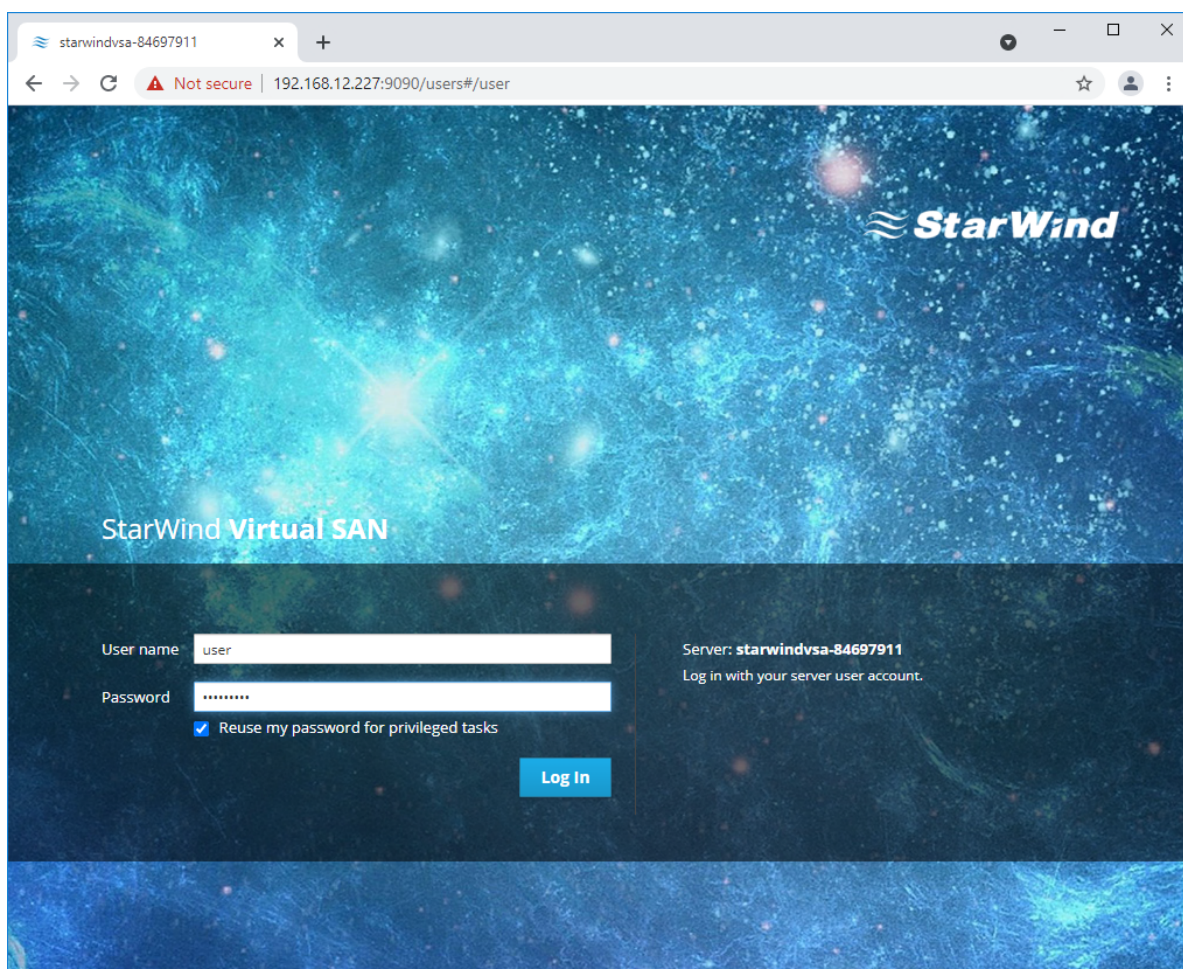 starwindvsa-84697911
Not secure | 192.168.12.227:9090/users#/user
StarWind
StarWind Virtual SAN
User name user
Server: starwindvsa-84697911
Log in with your server user account.
Password •••••••••
Reuse my password for privileged tasks
Log In